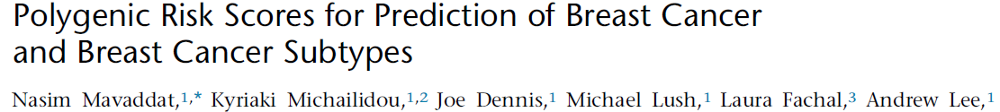 Polygenic Risk Scores for Prediction of Breast Cancer
and Breast Cancer Subtypes
Nasim Mavaddat,1,* Kyriaki Michailidou,1,2 Joe Dennis,1 Michael Lush,1 Laura Fachal,3 Andrew Lee,1